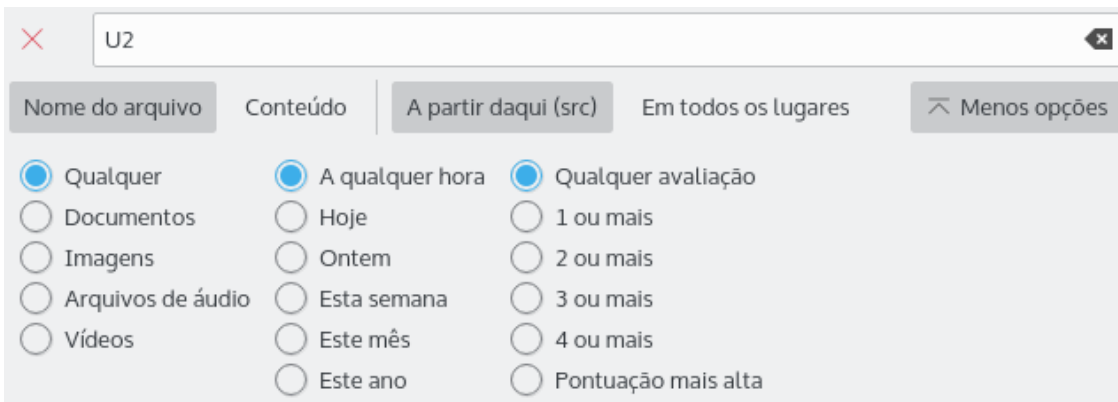 U2
Nome do arquivo Conteúdo A partir daqui (src) Em todos os lugares Menos opções
Qualquer A qualquer hora Qualquer avaliação
Documentos Hoje 1 ou mais
Imagens Ontem 2 ou mais
Arquivos de áudio Esta semana 3 ou mais
Vídeos Este mês 4 ou mais
Este ano Pontuação mais alta